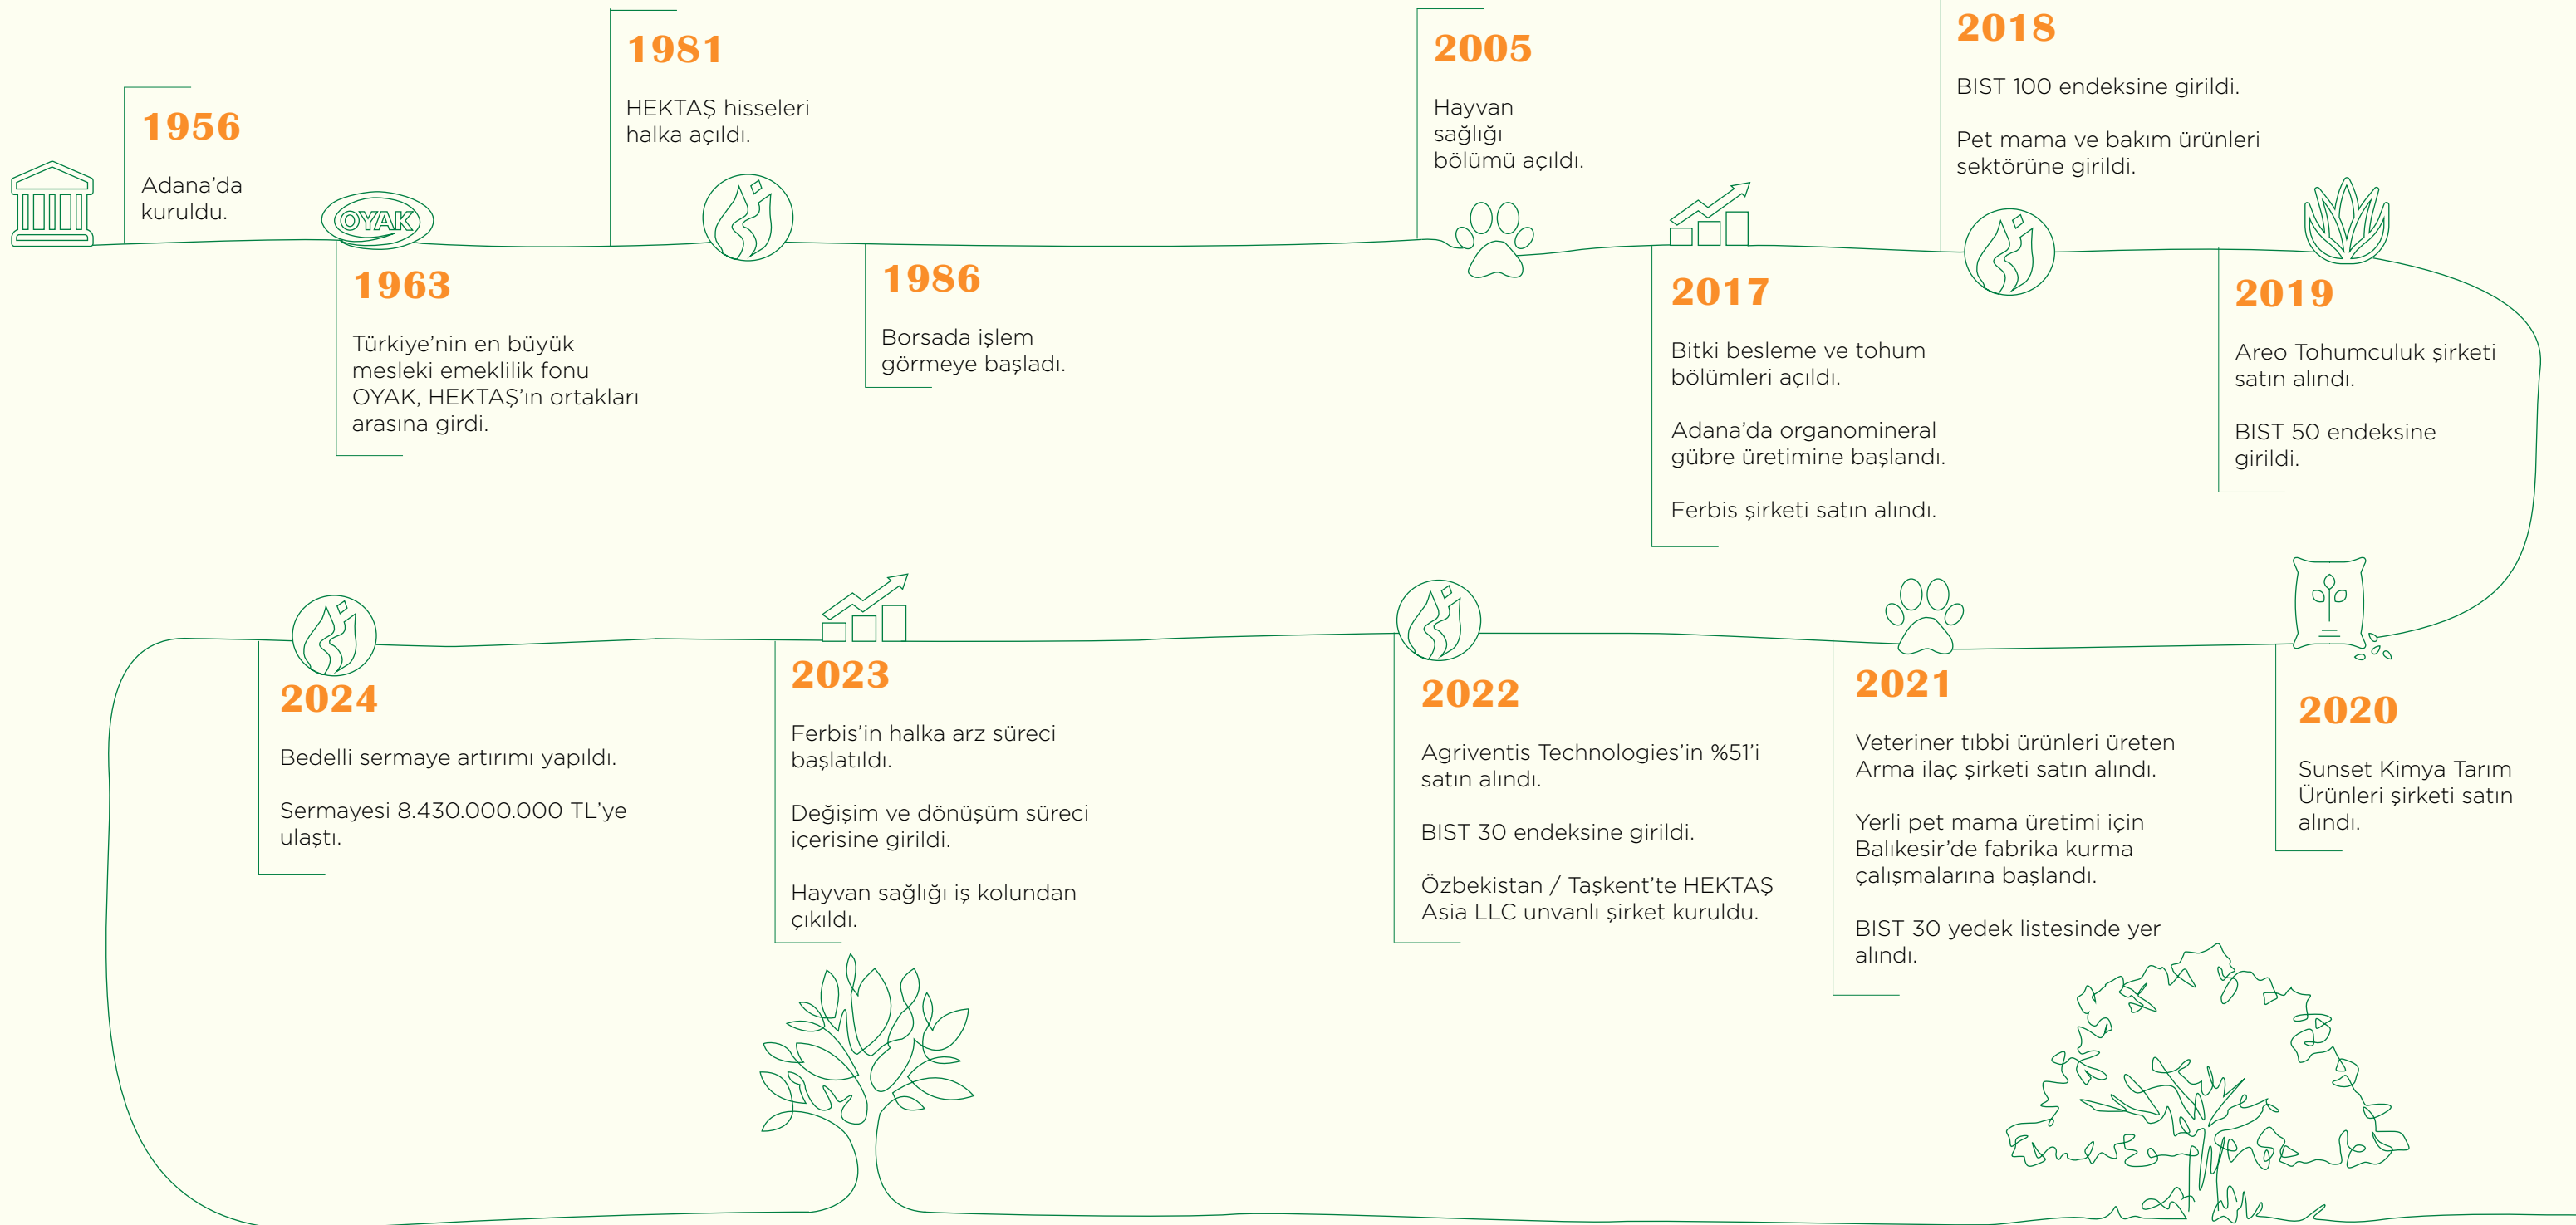 1956
Adana’da
kuruldu.
OYAK
1963
Türkiye’nin en büyük
mesleki emeklilik fonu
OYAK, HEKTAŞ’ın ortakları
arasına girdi.
1981
HEKTAŞ hisseleri
halka açıldı.
1986
Borsada işlem
görmeye başladı.
2005
Hayvan
sağlığı
bölümü açıldı.
2017
Bitki besleme ve tohum
bölümleri açıldı.
Adana’da organomineral
gübre üretimine başlandı.
Ferbis şirketi satın alındı.
2018
BIST 100 endeksine girildi.
Pet mama ve bakım ürünleri
sektörüne girildi.
2019
Areo Tohumculuk şirketi
satın alındı.
BIST 50 endeksine
girildi.
2020
Sunset Kimya Tarım
Ürünleri şirketi satın
alındı.
2021
Veteriner tıbbi ürünleri üreten
Arma ilaç şirketi satın alındı.
Yerli pet mama üretimi için
Balıkesir’de fabrika kurma
çalışmalarına başlandı.
BIST 30 yedek listesinde yer
alındı.
2022
Agriventis Technologies’in %51’i
satın alındı.
BIST 30 endeksine girildi.
Özbekistan / Taşkent’te HEKTAŞ
Asia LLC unvanlı şirket kuruldu.
2023
Ferbis’in halka arz süreci
başlatıldı.
Değişim ve dönüşüm süreci
içerisine girildi.
Hayvan sağlığı iş kolundan
çıkıldı.
2024
Bedelli sermaye artırımı yapıldı.
Sermayesi 8.430.000.000 TL’ye
ulaştı.